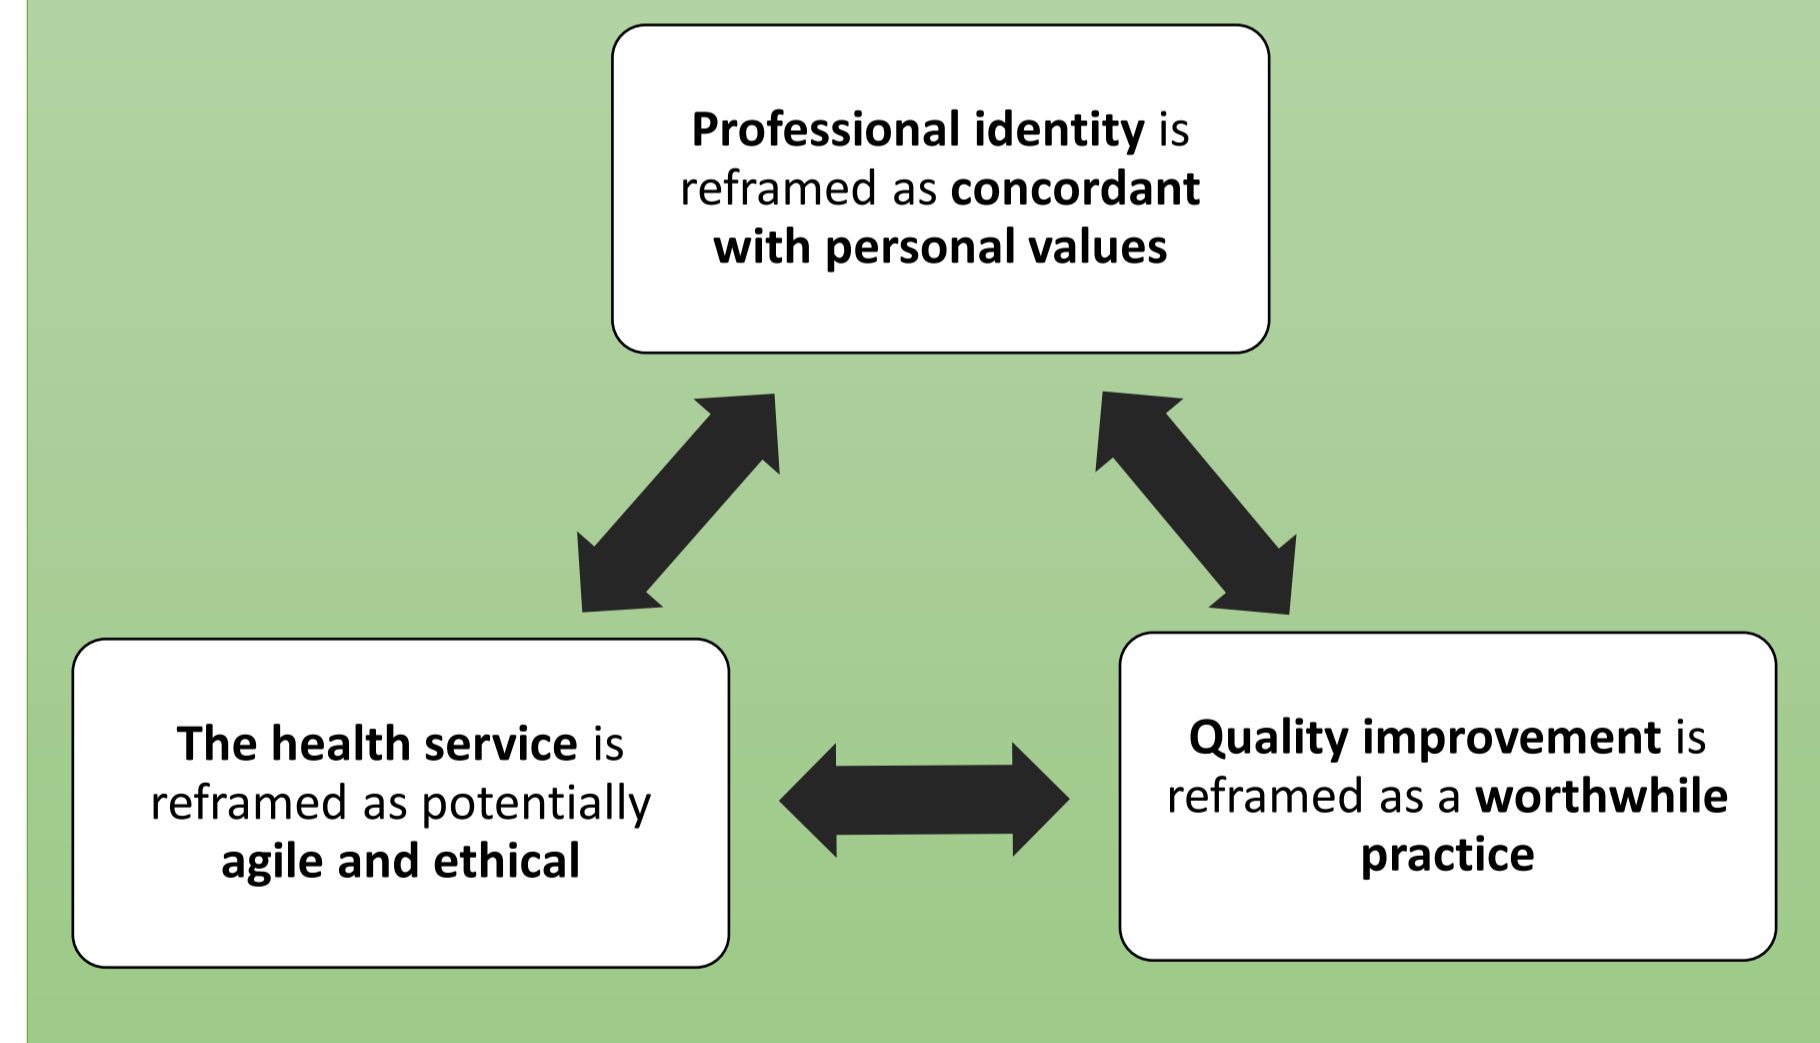 Professional identity is
reframed as concordant
with personal values
The health service is
reframed as potentially
agile and ethical
Quality improvement is
reframed as a worthwhile
practice